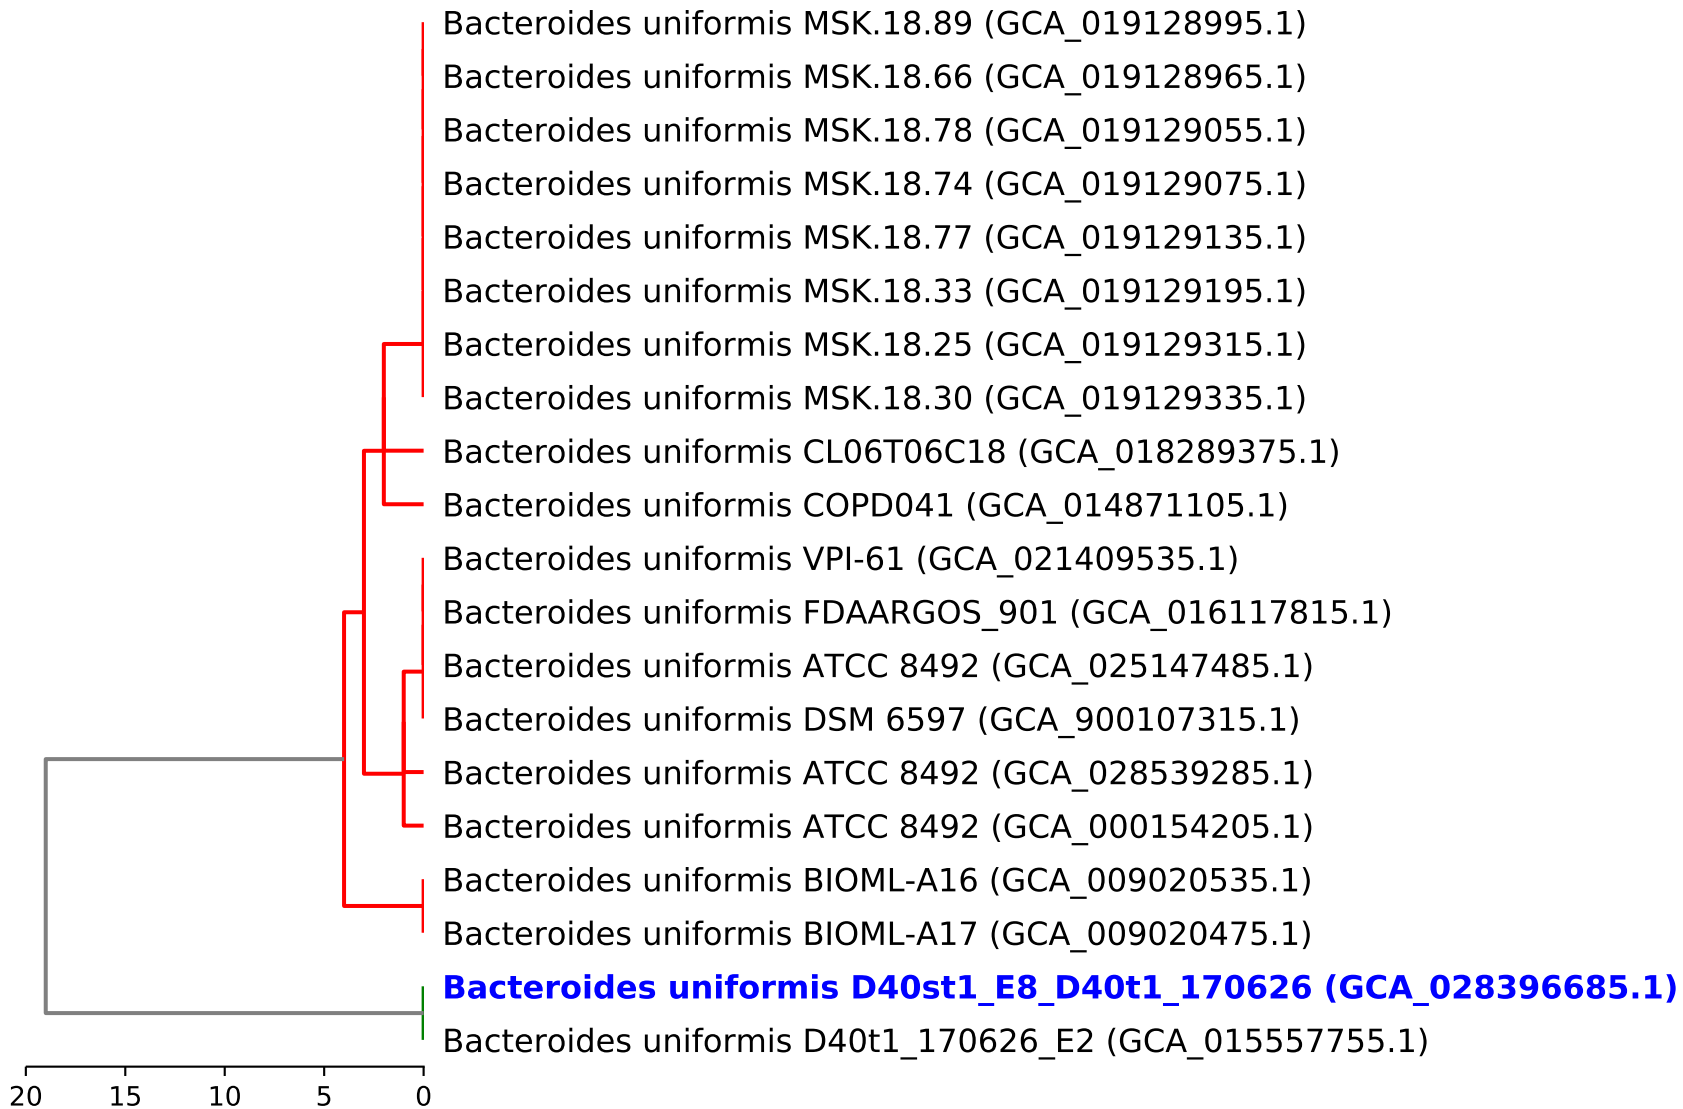 Bacteroides uniformis MSK.18.89 (GCA_019128995.1)
Bacteroides uniformis MSK.18.66 (GCA_019128965.1)
Bacteroides uniformis MSK.18.78 (GCA_019129055.1)
Bacteroides uniformis MSK.18.74 (GCA_019129075.1)
Bacteroides uniformis MSK.18.77 (GCA_019129135.1)
Bacteroides uniformis MSK.18.33 (GCA_019129195.1)
Bacteroides uniformis MSK.18.25 (GCA_019129315.1)
Bacteroides uniformis MSK.18.30 (GCA_019129335.1)
Bacteroides uniformis CL06T06C18 (GCA_018289375.1)
Bacteroides uniformis COPD041 (GCA_014871105.1)
Bacteroides uniformis VPI-61 (GCA_021409535.1)
Bacteroides uniformis FDAARGOS_901 (GCA_016117815.1)
Bacteroides uniformis ATCC 8492 (GCA_025147485.1)
Bacteroides uniformis DSM 6597 (GCA_900107315.1)
Bacteroides uniformis ATCC 8492 (GCA_028539285.1)
Bacteroides uniformis ATCC 8492 (GCA_000154205.1)
Bacteroides uniformis BIOML-A16 (GCA_009020535.1)
Bacteroides uniformis BIOML-A17 (GCA_009020475.1)
Bacteroides uniformis D40st1_E8_D40t1_170626 (GCA_028396685.1)
Bacteroides uniformis D40t1_170626_E2 (GCA_015557755.1)
20 15 10 5 0